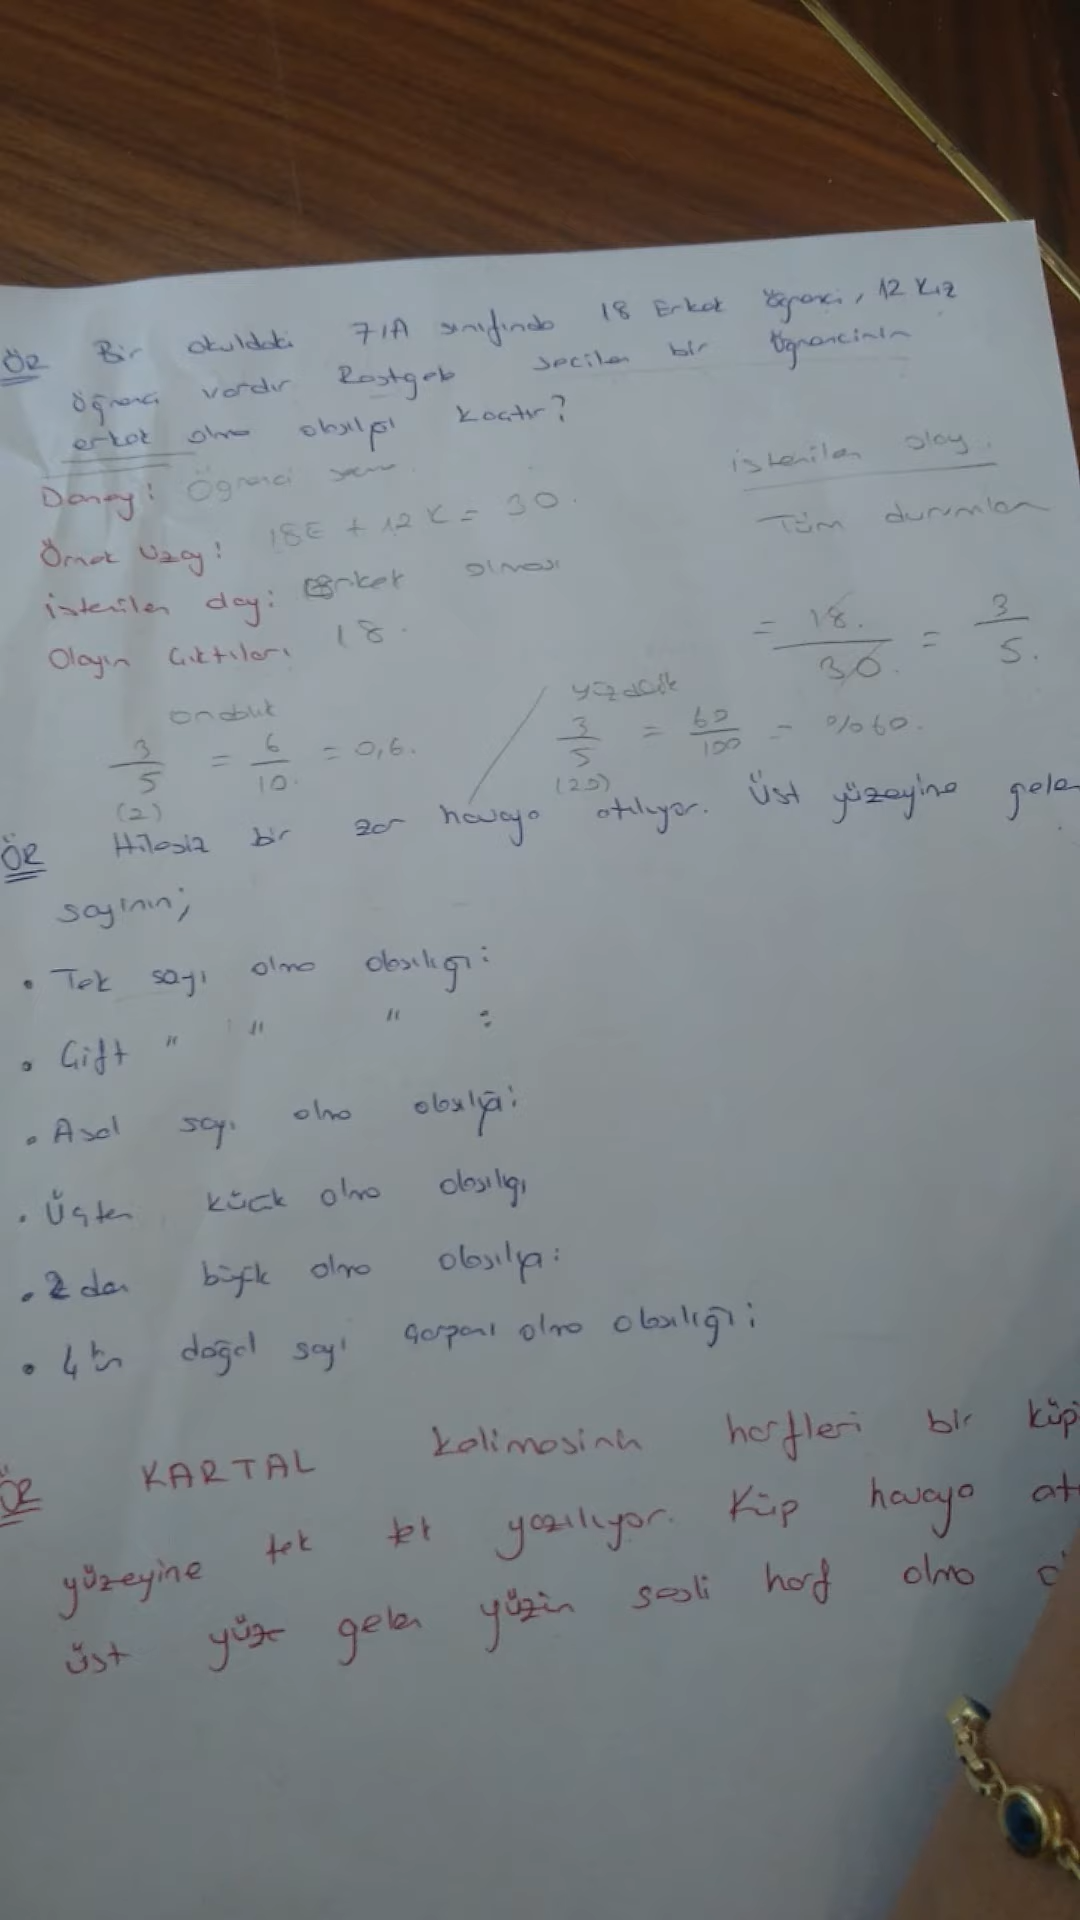 ÖR Bir okuldaki 7/A sınıfında 18 Erkek öğrenci, 12 Kız
öğrenci vardır Rastgele seçilen bir öğrencinin
erkek olma olasılığı kaçtır?
Deney: Öğrenci seçme
istenilen olay
Örnek Uzay: 18E + 12K = 30.
Tüm durumlar
istenilen olay: Erkek olması
Olayın Çıktıları 18.
= 18/30 = 3/5.
ondalık
3/5 = 6/10 = 0,6.
(2)
yüzdelik
3/5 = 60/100 = %60.
(20)
ÖR Hilesiz bir zar havaya atılıyor. Üst yüzeyine gelen
sayının;
• Tek sayı olma olasılığı:
• Çift " " " :
• Asal sayı olma olasılığı:
• Üçten küçük olma olasılığı
• 2 den büyük olma olasılığı:
• 4'ün doğal sayı çarpanı olma olasılığı:
ÖR KARTAL kelimesinin harfleri bir küp
yüzeyine tek tek yazılıyor. Küp havaya at
üst yüze gelen yüzün sesli harf olma o